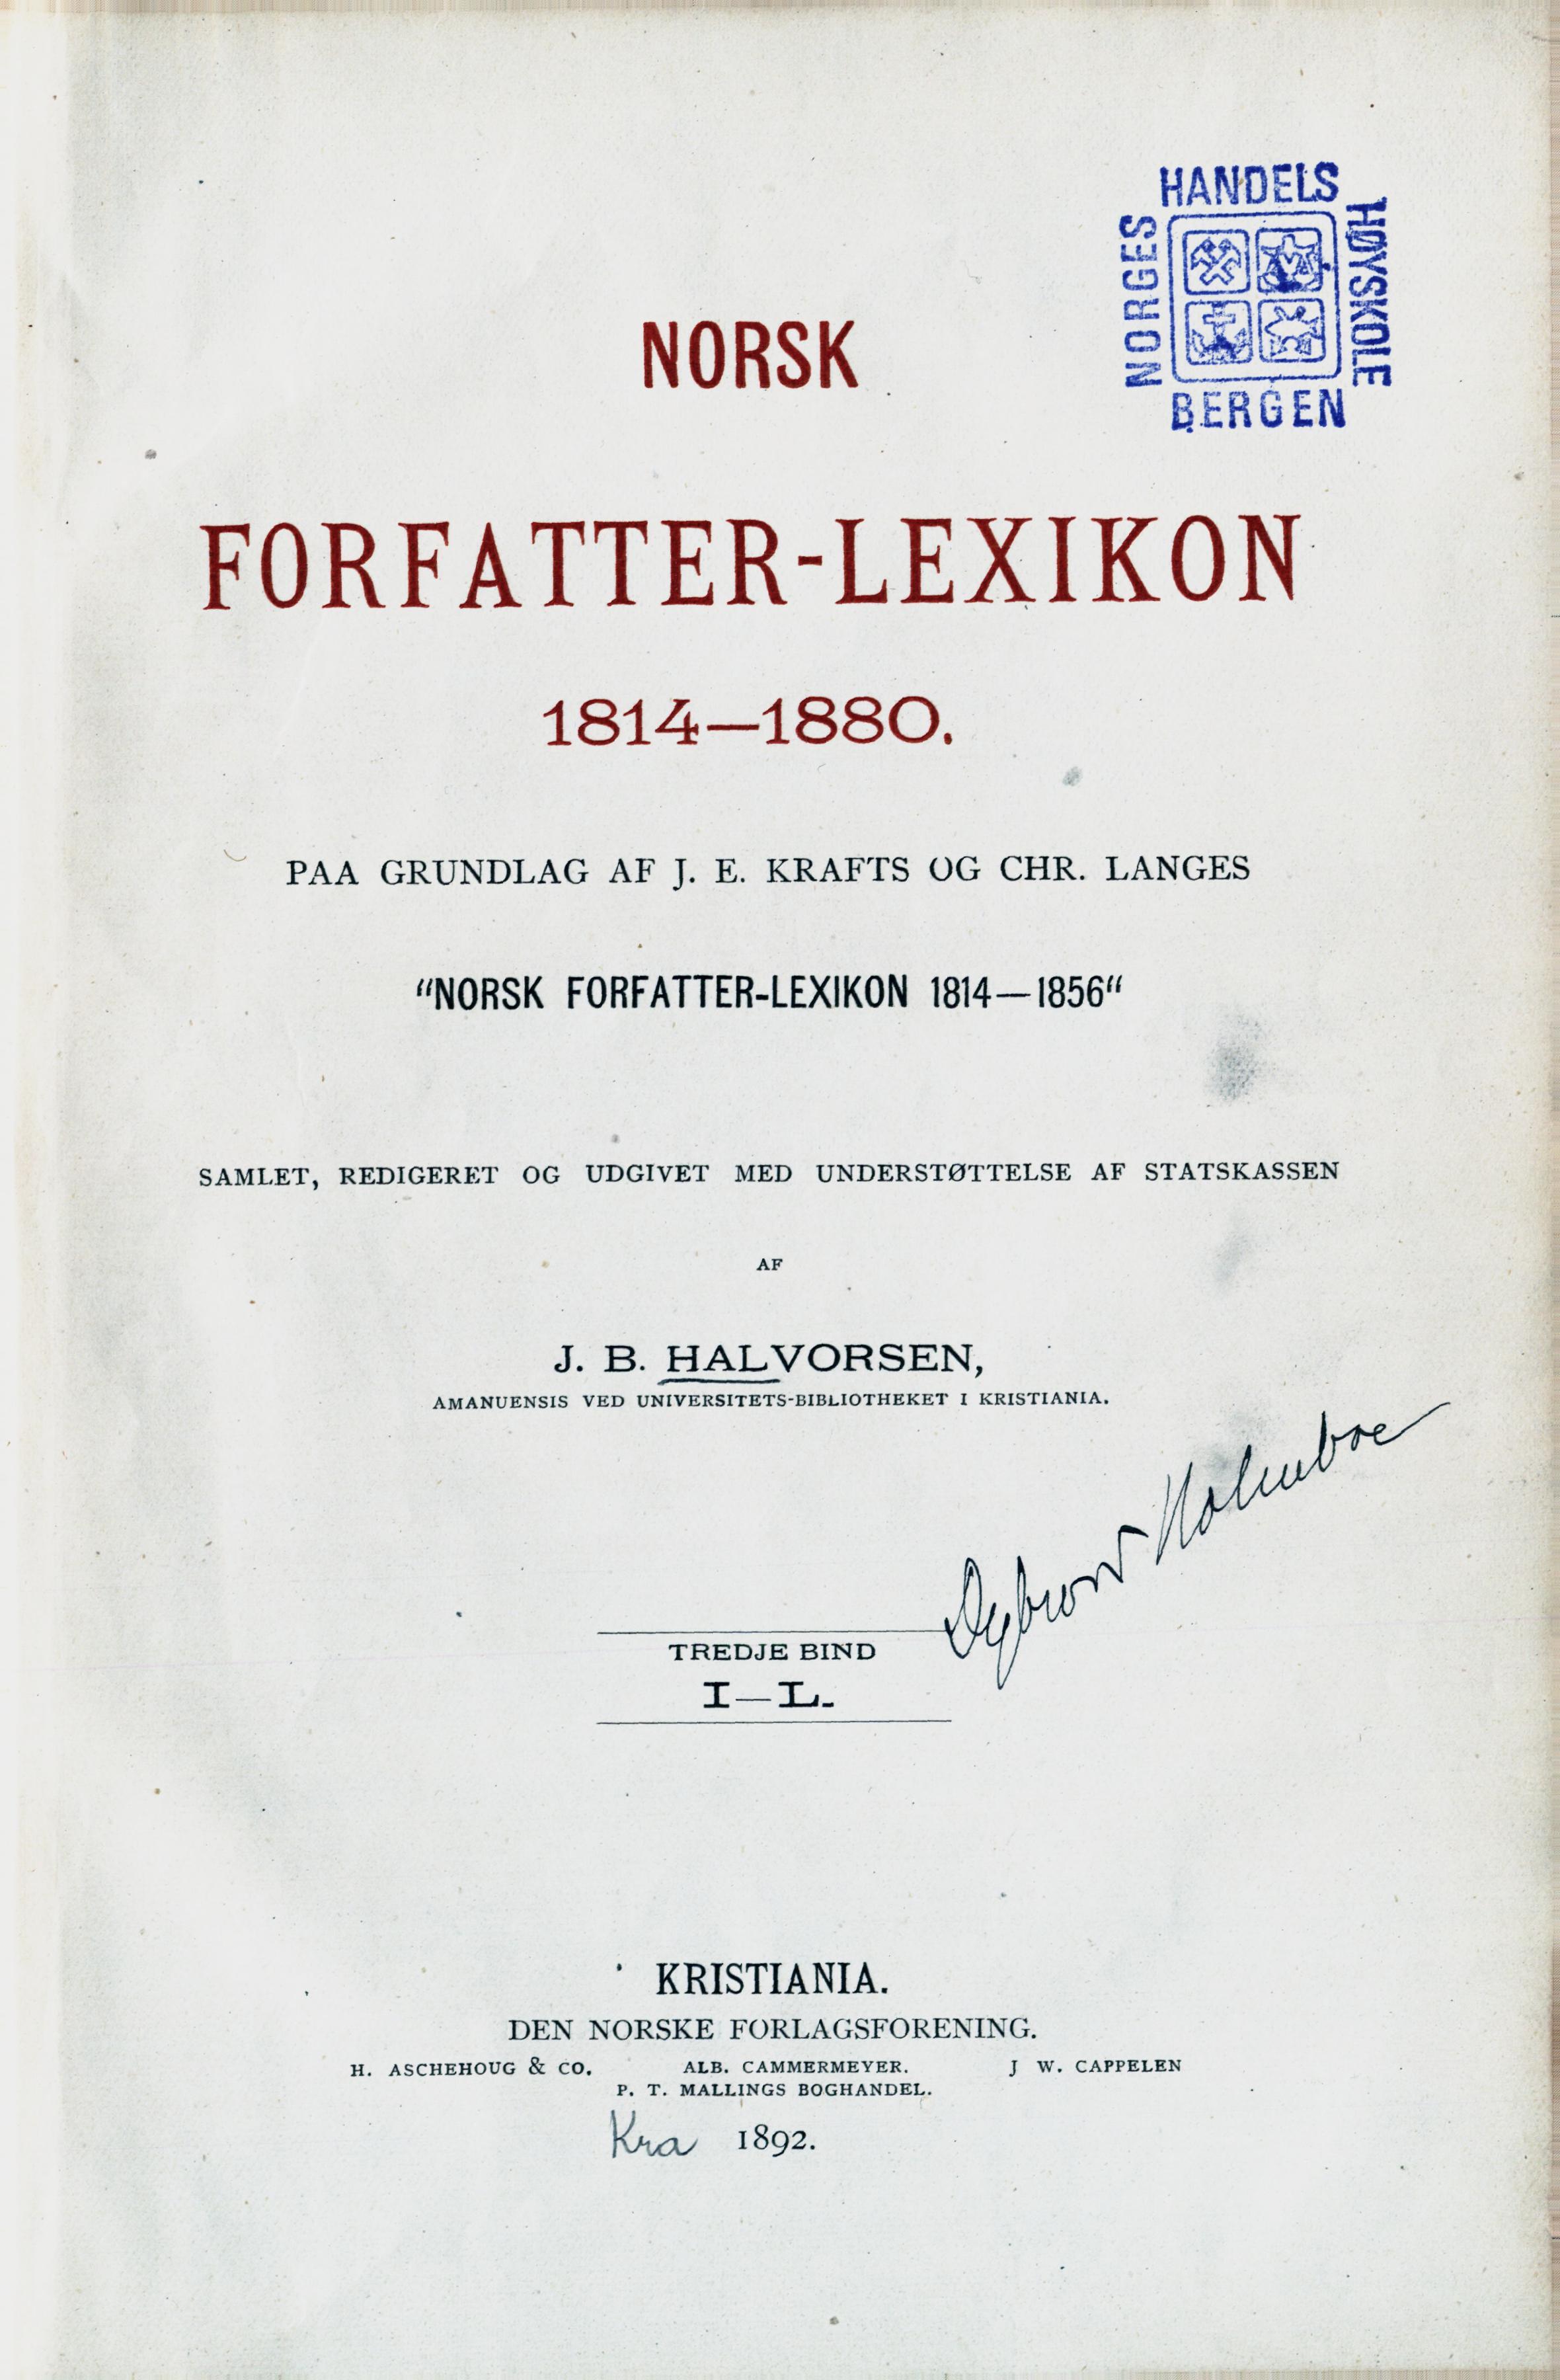 HANDELS
NORGES
HØYSKOLE
BERGEN
NORSK
FORFATTER-LEXIKON
1814—1880.
PAA GRUNDLAG AF J. E. KRAFTS OG CHR. LANGES
"NORSK FORFATTER-LEXIKON 1814—1856"
SAMLET, REDIGERET OG UDGIVET MED UNDERSTØTTELSE AF STATSKASSEN
AF
J. B. HALVORSEN,
AMANUENSIS VED UNIVERSITETS-BIBLIOTHEKET I KRISTIANIA.
Holmboe
TREDJE BIND
I—L.
KRISTIANIA.
DEN NORSKE FORLAGSFORENING.
H. ASCHEHOUG & CO. ALB. CAMMERMEYER. J W. CAPPELEN
P. T. MALLINGS BOGHANDEL.
Kra 1892.